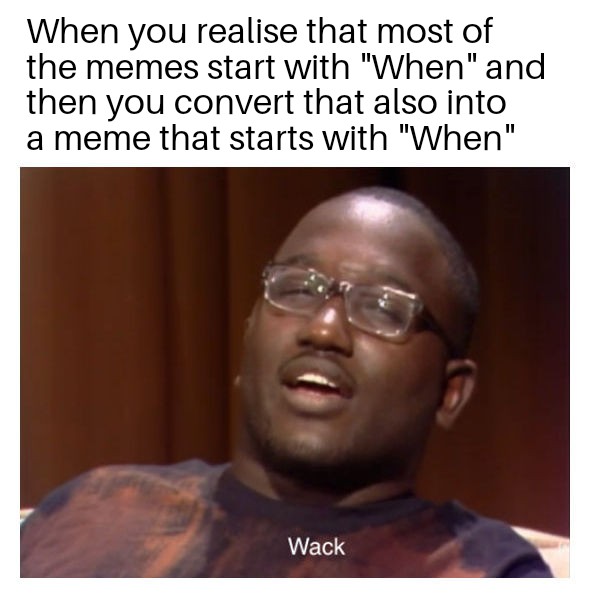 When you realise that most of
the memes start with "When" and
then you convert that also into
a meme that starts with "When"
Wack